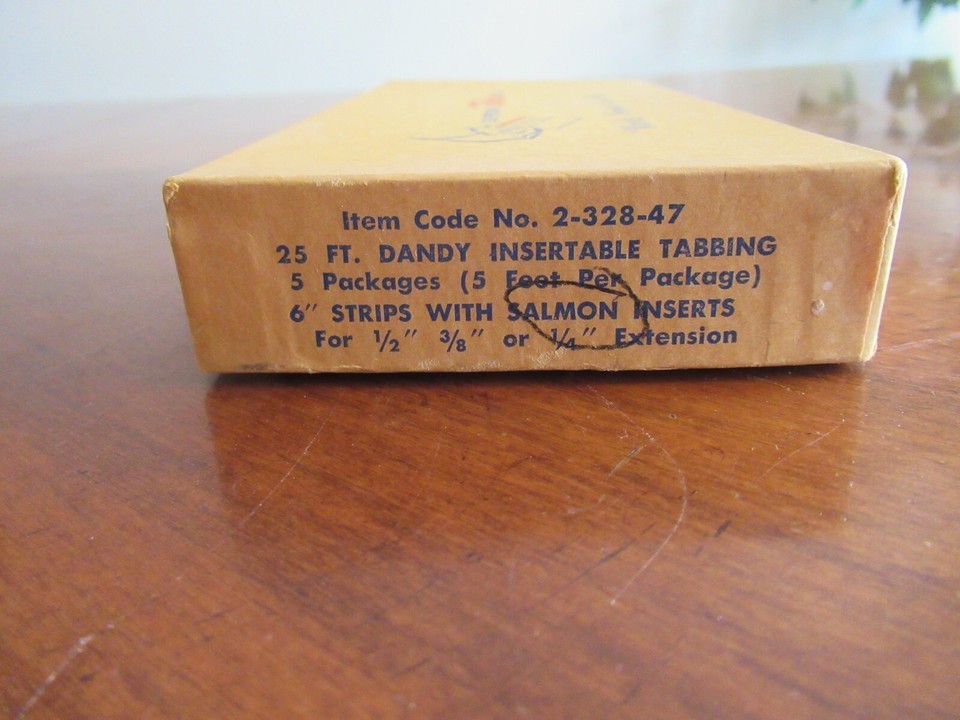 Item Code No. 2-328-47
25 FT. DANDY INSERTABLE TABBING
5 Packages (5 Feet Per Package)
6" STRIPS WITH SALMON INSERTS
For 1/2" 3/8" or 1/4" Extension